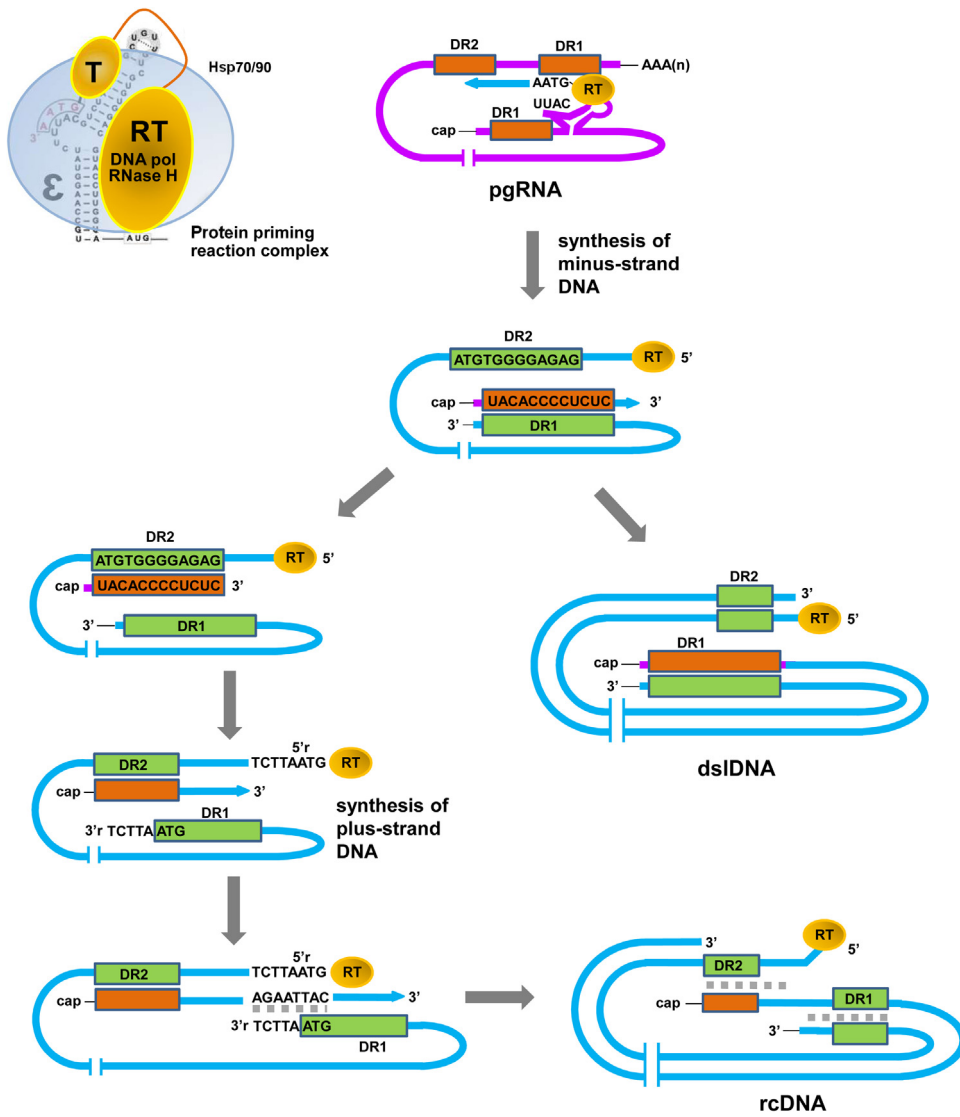 T
Hsp70/90
RT
DNA pol
RNase H
ε
AUG
Protein priming
reaction complex
DR2
DR1
AAA(n)
AATG
RT
UUAC
DR1
cap
pgRNA
synthesis of
minus-strand
DNA
DR2
ATGTGGGGAGAG
RT
5’
cap
UACACCCCUCUC
3’
3’
DR1
DR2
ATGTGGGGAGAG
RT
5’
cap
UACACCCCUCUC
3’
3’
DR1
DR2
3’
RT
5’
DR1
cap
3’
dslDNA
5’r
DR2
TCTTAATG
RT
cap
3’
DR1
3’r TCTTA ATG
synthesis of
plus-strand
DNA
5’r
DR2
TCTTAATG
RT
cap
AGAATTAC
3’
3’r TCTTA ATG
DR1
RT
3’
5’
DR2
cap
DR1
3’
rcDNA